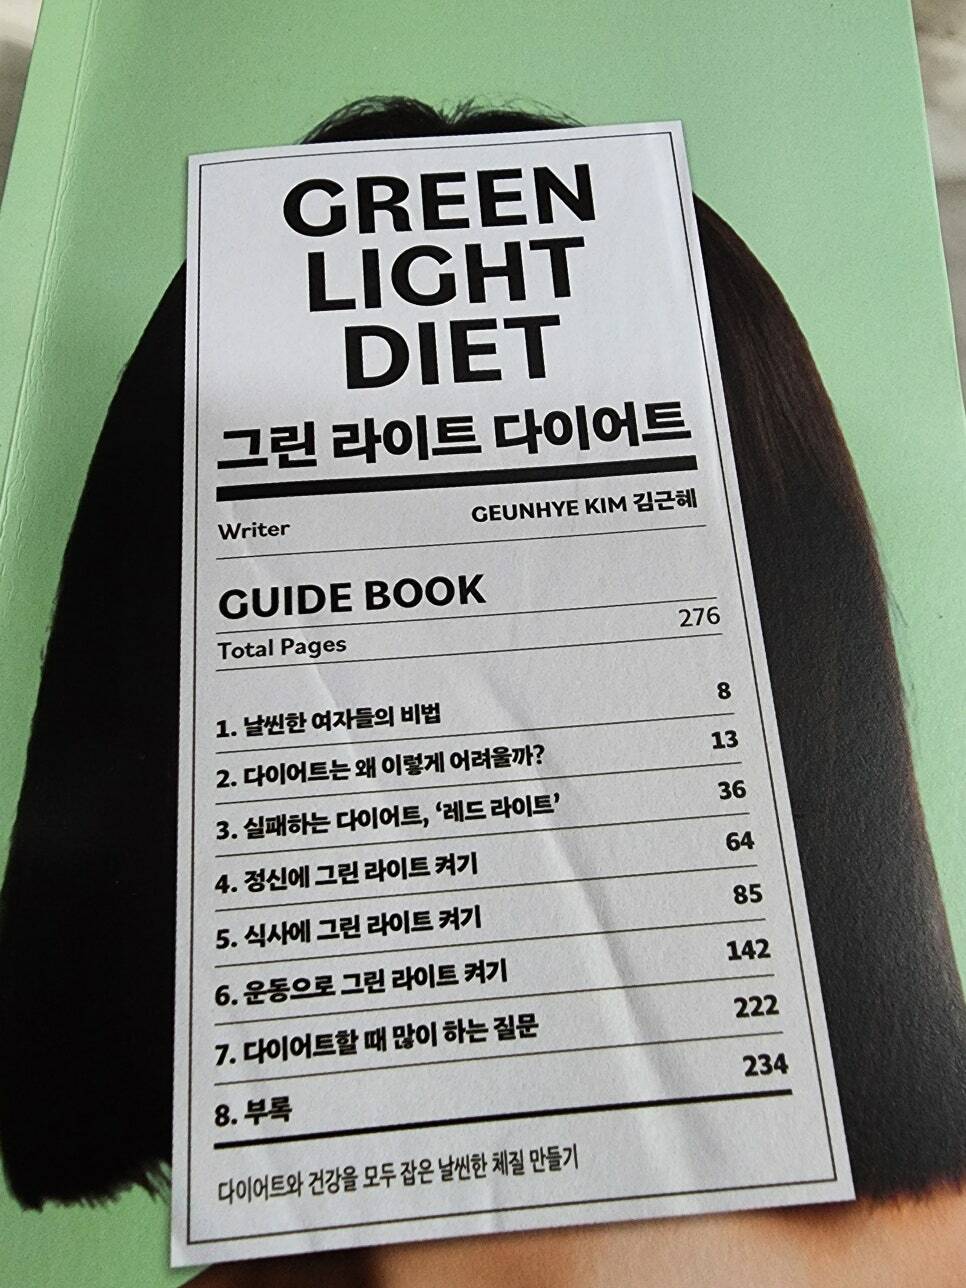 GREEN
LIGHT
DIET
그린 라이트 다이어트
Writer GEUNHYE KIM 김근혜
GUIDE BOOK
Total Pages 276
1. 날씬한 여자들의 비법 8
2. 다이어트는 왜 이렇게 어려울까? 13
3. 실패하는 다이어트, ‘레드 라이트’ 36
4. 정신에 그린 라이트 켜기 64
5. 식사에 그린 라이트 켜기 85
6. 운동으로 그린 라이트 켜기 142
7. 다이어트할 때 많이 하는 질문 222
8. 부록 234
다이어트와 건강을 모두 잡은 날씬한 체질 만들기